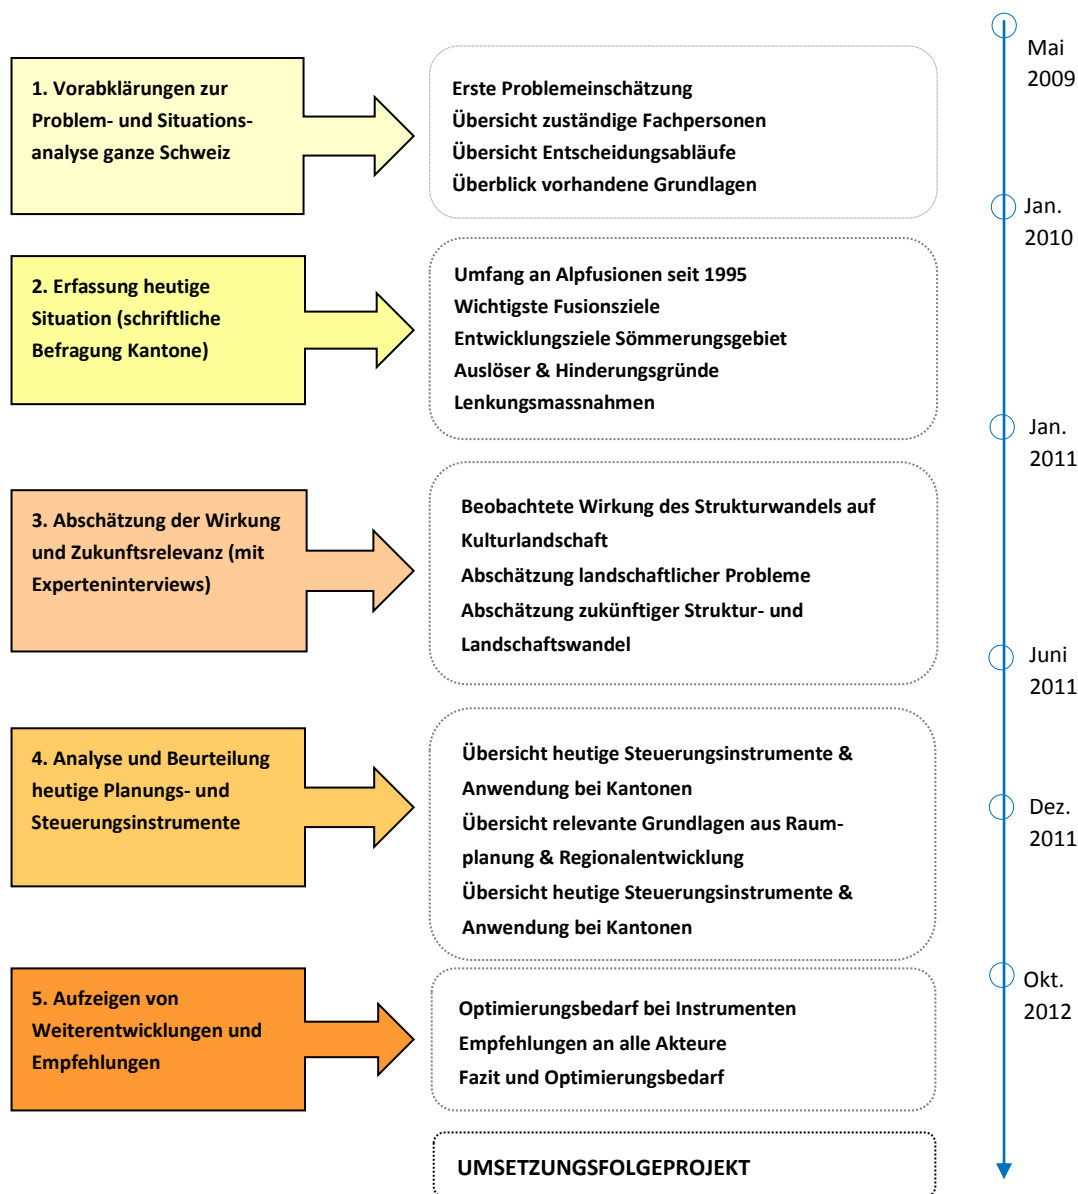 1. Vorabklärungen zur
Problem- und Situations-
analyse ganze Schweiz
Erste Problemeinschätzung
Übersicht zuständige Fachpersonen
Übersicht Entscheidungsabläufe
Überblick vorhandene Grundlagen
Mai
2009
Jan.
2010
2. Erfassung heutige
Situation (schriftliche
Befragung Kantone)
Umfang an Alpfusionen seit 1995
Wichtigste Fusionsziele
Entwicklungsziele Sömmerungsgebiet
Auslöser & Hinderungsgründe
Lenkungsmassnahmen
Jan.
2011
3. Abschätzung der Wirkung
und Zukunftsrelevanz (mit
Experteninterviews)
Beobachtete Wirkung des Strukturwandels auf
Kulturlandschaft
Abschätzung landschaftlicher Probleme
Abschätzung zukünftiger Struktur- und
Landschaftswandel
Juni
2011
4. Analyse und Beurteilung
heutige Planungs- und
Steuerungsinstrumente
Übersicht heutige Steuerungsinstrumente &
Anwendung bei Kantonen
Übersicht relevante Grundlagen aus Raum-
planung & Regionalentwicklung
Übersicht heutige Steuerungsinstrumente &
Anwendung bei Kantonen
Dez.
2011
5. Aufzeigen von
Weiterentwicklungen und
Empfehlungen
Optimierungsbedarf bei Instrumenten
Empfehlungen an alle Akteure
Fazit und Optimierungsbedarf
Okt.
2012
UMSETZUNGSFOLGEPROJEKT